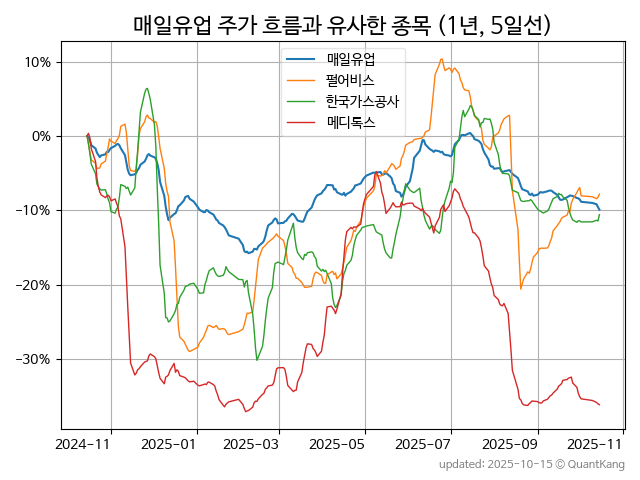 매일유업 주가 흐름과 유사한 종목 (1년, 5일선)
매일유업
펄어비스
한국가스공사
메디톡스
10%
0%
−10%
−20%
−30%
2024-11
2025-01
2025-03
2025-05
2025-07
2025-09
2025-11
updated: 2025-10-15 ⓒ QuantKang